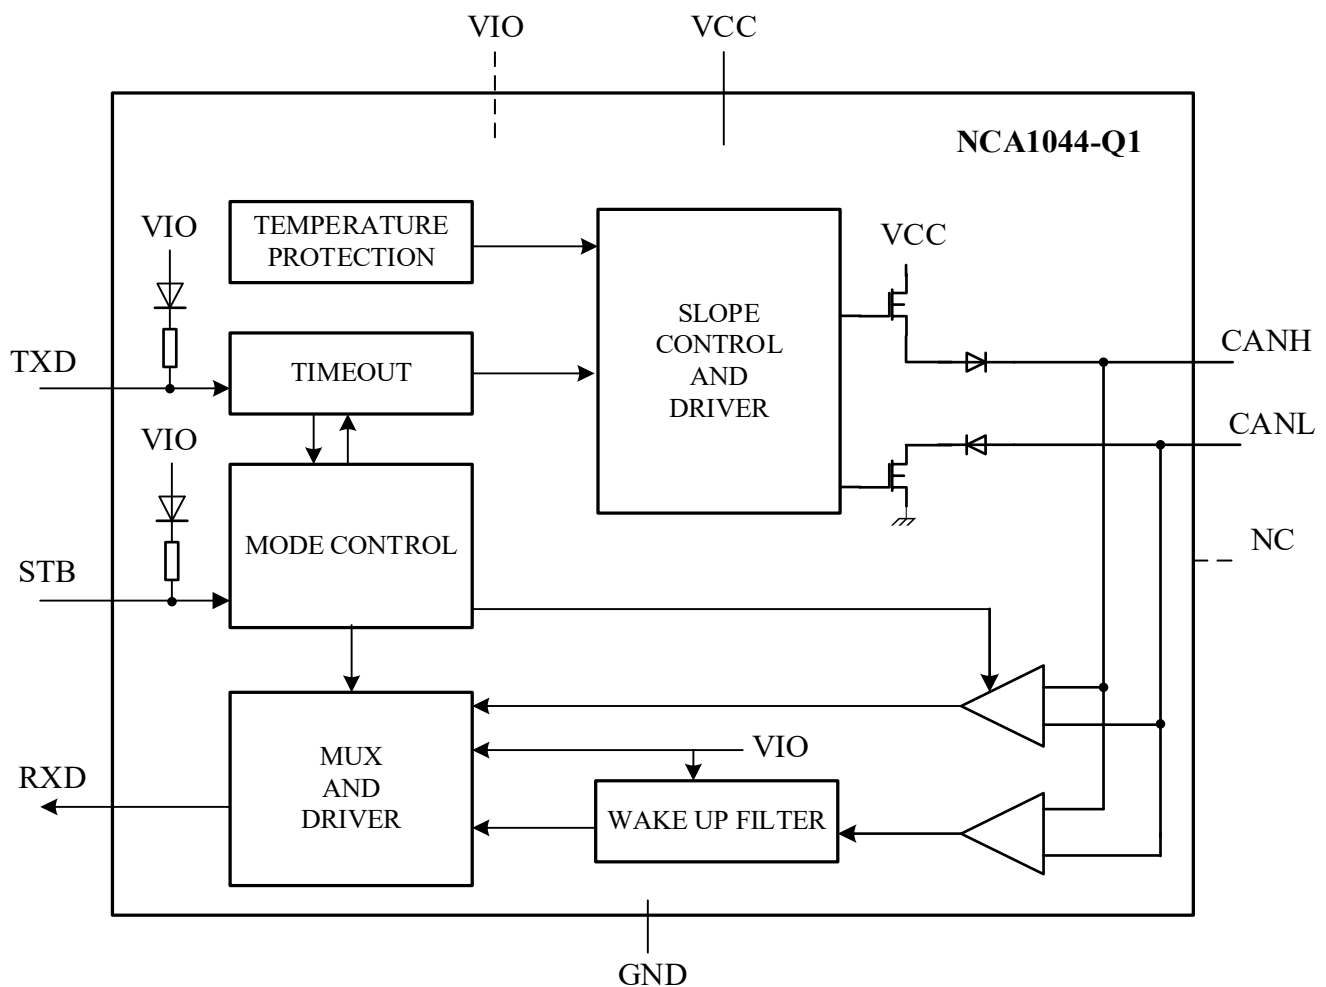 VIO
VCC
NCA1044-Q1
VIO
TEMPERATURE
PROTECTION
VCC
SLOPE
CONTROL
AND
DRIVER
TXD
TIMEOUT
CANH
VIO
CANL
MODE CONTROL
NC
STB
MUX
AND
DRIVER
VIO
RXD
WAKE UP FILTER
GND